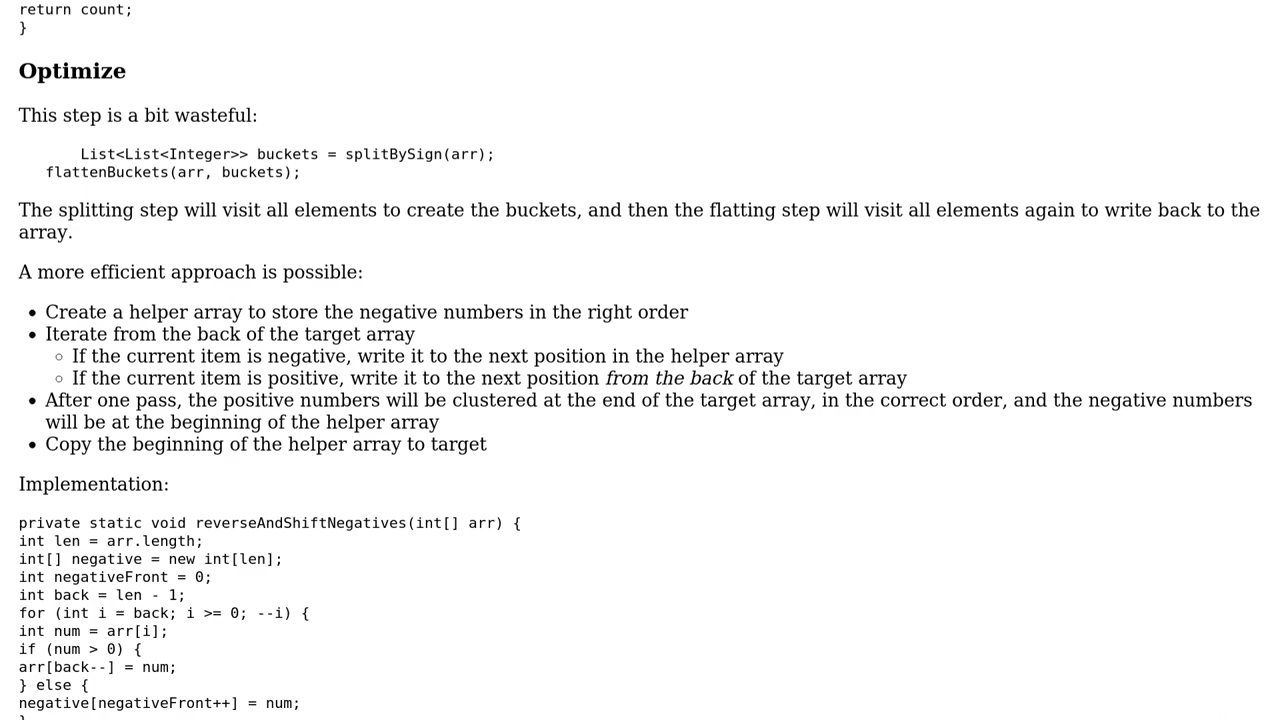 return count;
}
Optimize
This step is a bit wasteful:
List<List<Integer>> buckets = splitBySign(arr);
flattenBuckets(arr, buckets);
The splitting step will visit all elements to create the buckets, and then the flatting step will visit all elements again to write back to the
array.
A more efficient approach is possible:
• Create a helper array to store the negative numbers in the right order
• Iterate from the back of the target array
◦ If the current item is negative, write it to the next position in the helper array
◦ If the current item is positive, write it to the next position from the back of the target array
• After one pass, the positive numbers will be clustered at the end of the target array, in the correct order, and the negative numbers
will be at the beginning of the helper array
• Copy the beginning of the helper array to target
Implementation:
private static void reverseAndShiftNegatives(int[] arr) {
int len = arr.length;
int[] negative = new int[len];
int negativeFront = 0;
int back = len - 1;
for (int i = back; i >= 0; --i) {
int num = arr[i];
if (num > 0) {
arr[back--] = num;
} else {
negative[negativeFront++] = num;
}